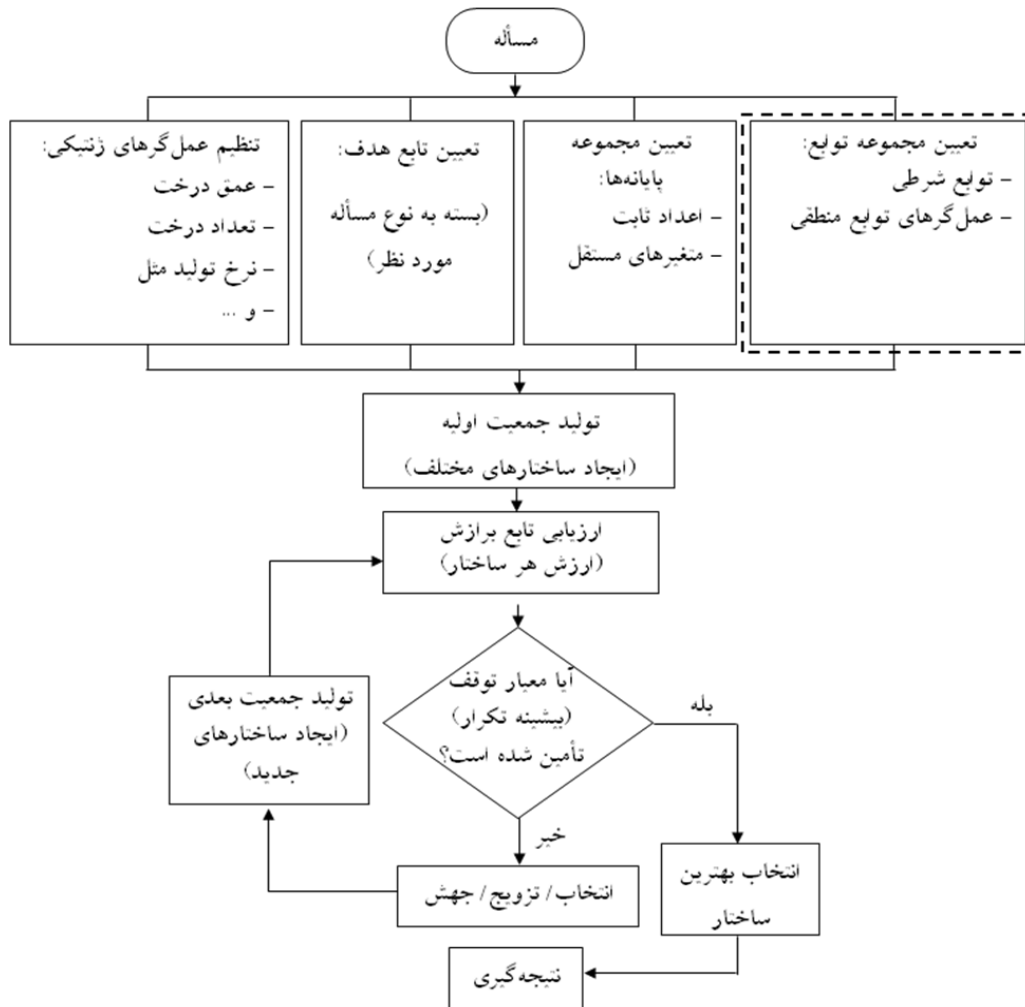 مسأله
تعیین مجموعه توابع:
- توابع شرطی
- عمل‌گرهای توابع منطقی
تعیین مجموعه
پایانه‌ها:
- اعداد ثابت
- متغیرهای مستقل
تعیین تابع هدف:
(بسته به نوع مسأله
مورد نظر)
تنظیم عمل‌گرهای ژنتیکی:
- عمق درخت
- تعداد درخت
- نرخ تولید مثل
- و ...
تولید جمعیت اولیه
(ایجاد ساختارهای مختلف)
ارزیابی تابع برازش
(ارزش هر ساختار)
آیا معیار توقف
(بیشینه تکرار)
تأمین شده است؟
بله
خیر
تولید جمعیت بعدی
(ایجاد ساختارهای
جدید)
انتخاب/ تزویج/ جهش
انتخاب بهترین
ساختار
نتیجه‌گیری